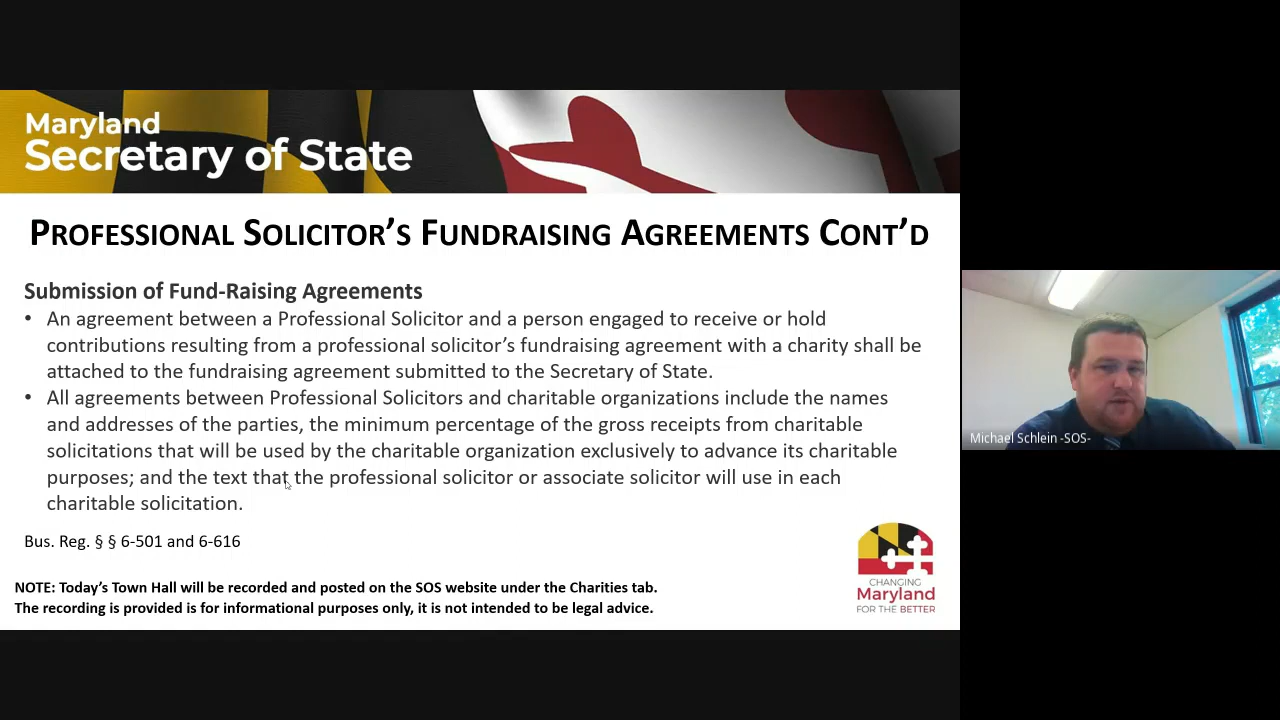 Maryland
Secretary of State
PROFESSIONAL SOLICITOR'S FUNDRAISING AGREEMENTS CONT'D
Submission of Fund-Raising Agreements
• An agreement between a Professional Solicitor and a person engaged to receive or hold
contributions resulting from a professional solicitor's fundraising agreement with a charity shall be
attached to the fundraising agreement submitted to the Secretary of State.
• All agreements between Professional Solicitors and charitable organizations include the names
and addresses of the parties, the minimum percentage of the gross receipts from charitable
solicitations that will be used by the charitable organization exclusively to advance its charitable
purposes; and the text that the professional solicitor or associate solicitor will use in each
charitable solicitation.
Bus. Reg. § § 6-501 and 6-616
NOTE: Today's Town Hall will be recorded and posted on the SOS website under the Charities tab.
The recording is provided is for informational purposes only, it is not intended to be legal advice.
CHANGING
Maryland
FOR THE BETTER
Michael Schlein -SOS-